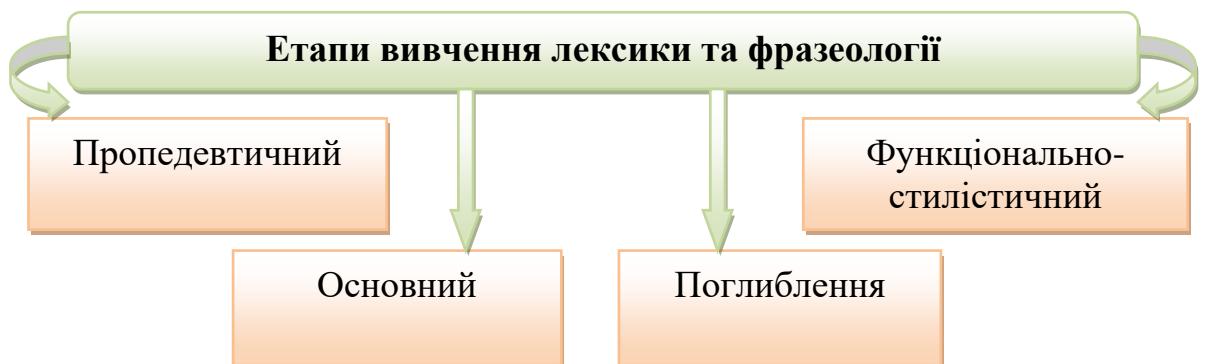 Етапи вивчення лексики та фразеології
Пропедевтичний
Функціонально-
стилістичний
Основний
Поглиблення